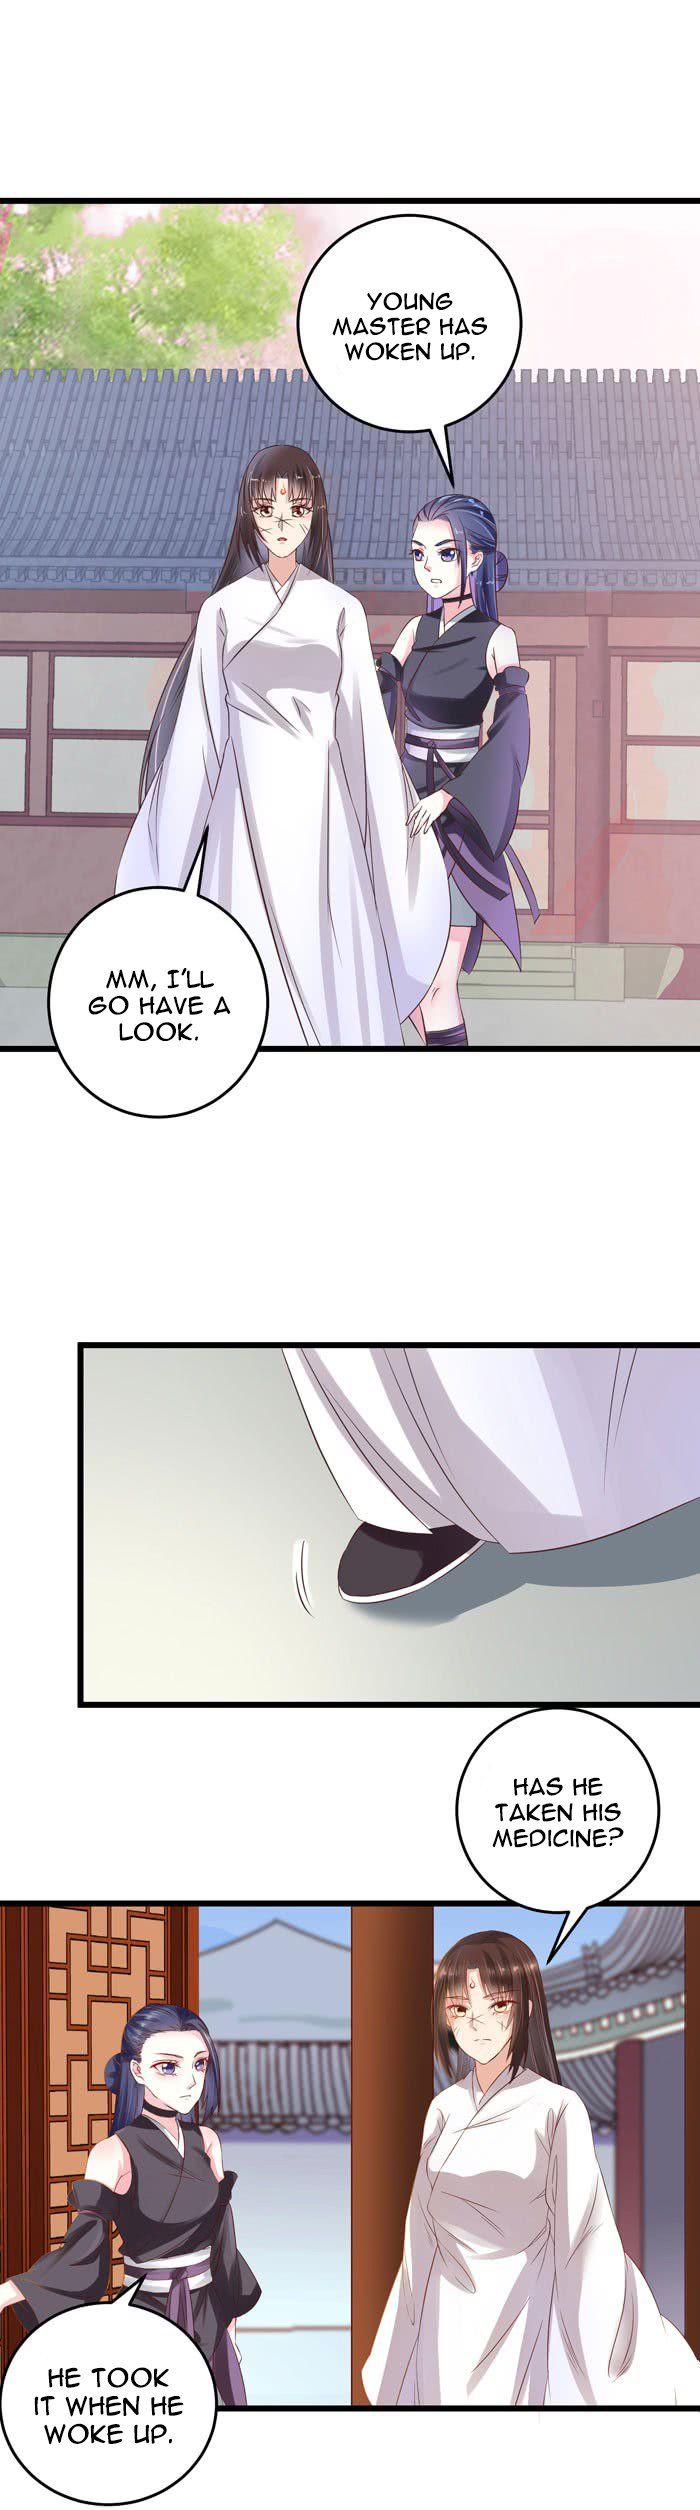 YOUNG
MASTER HAS
WOKEN UP.
MM, I'LL
GO HAVE A
LOOK.
HAS HE
TAKEN HIS
MEDICINE?
HE TOOK
IT WHEN HE
WOKE UP.